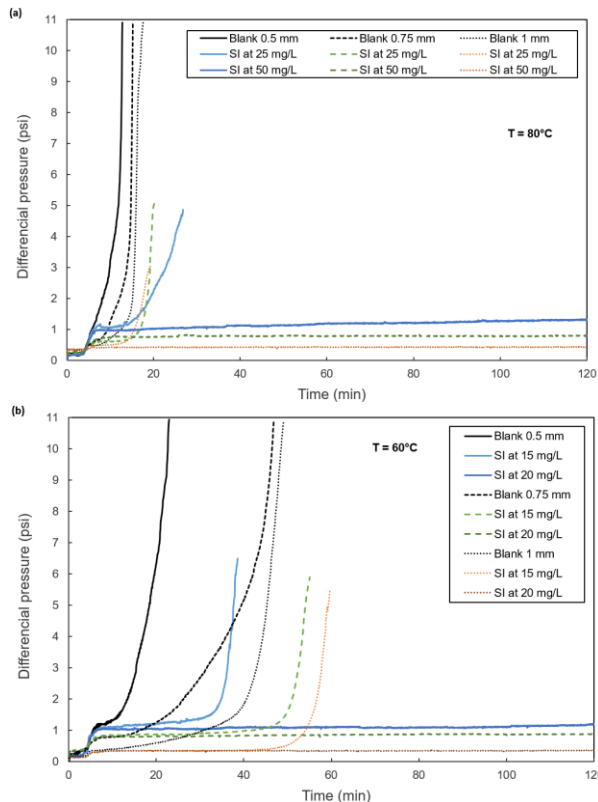 (a)
11
10
9
8
7
6
5
4
3
2
1
0
Differencial pressure (psi)
Blank 0.5 mm Blank 0.75 mm Blank 1 mm
SI at 25 mg/L SI at 25 mg/L SI at 25 mg/L
SI at 50 mg/L SI at 50 mg/L SI at 50 mg/L
T = 80°C
0 20 40 60 80 100 120
Time (min)
(b)
11
10
9
8
7
6
5
4
3
2
1
0
Differencial pressure (psi)
T = 60°C
Blank 0.5 mm
SI at 15 mg/L
SI at 20 mg/L
Blank 0.75 mm
SI at 15 mg/L
SI at 20 mg/L
Blank 1 mm
SI at 15 mg/L
SI at 20 mg/L
0 20 40 60 80 100 120
Time (min)